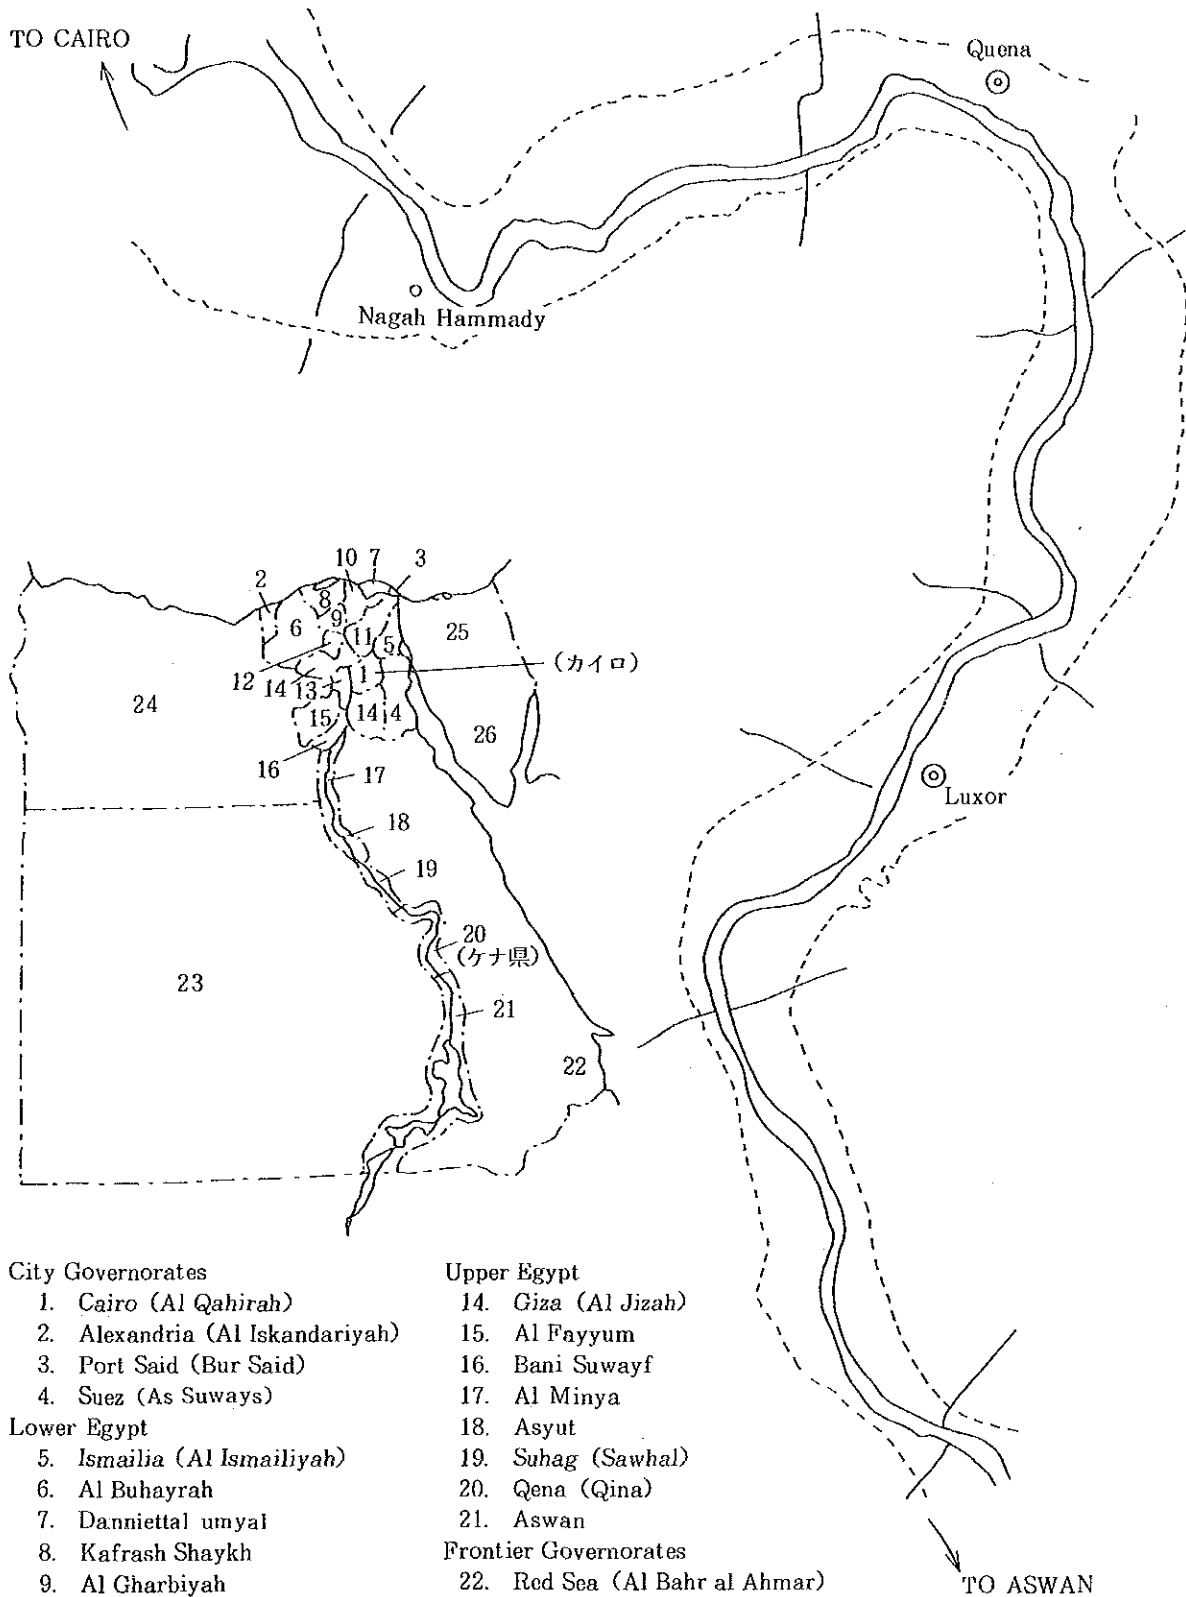 TO CAIRO
Quena
Nagah Hammady
10 7 3
2
8
9
6
11
5
25
12
14
13
1
(カイロ)
24
15
14
4
26
16
17
18
19
20
(ケナ県)
23
21
22
Luxor
City Governorates
1. Cairo (Al Qahirah)
2. Alexandria (Al Iskandariyah)
3. Port Said (Bur Said)
4. Suez (As Suways)
Lower Egypt
5. Ismailia (Al Ismailiyah)
6. Al Buhayrah
7. Danniettal umyal
8. Kafrash Shaykh
9. Al Gharbiyah
Upper Egypt
14. Giza (Al Jizah)
15. Al Fayyum
16. Bani Suwayf
17. Al Minya
18. Asyut
19. Suhag (Sawhal)
20. Qena (Qina)
21. Aswan
Frontier Governorates
22. Red Sea (Al Bahr al Ahmar)
TO ASWAN